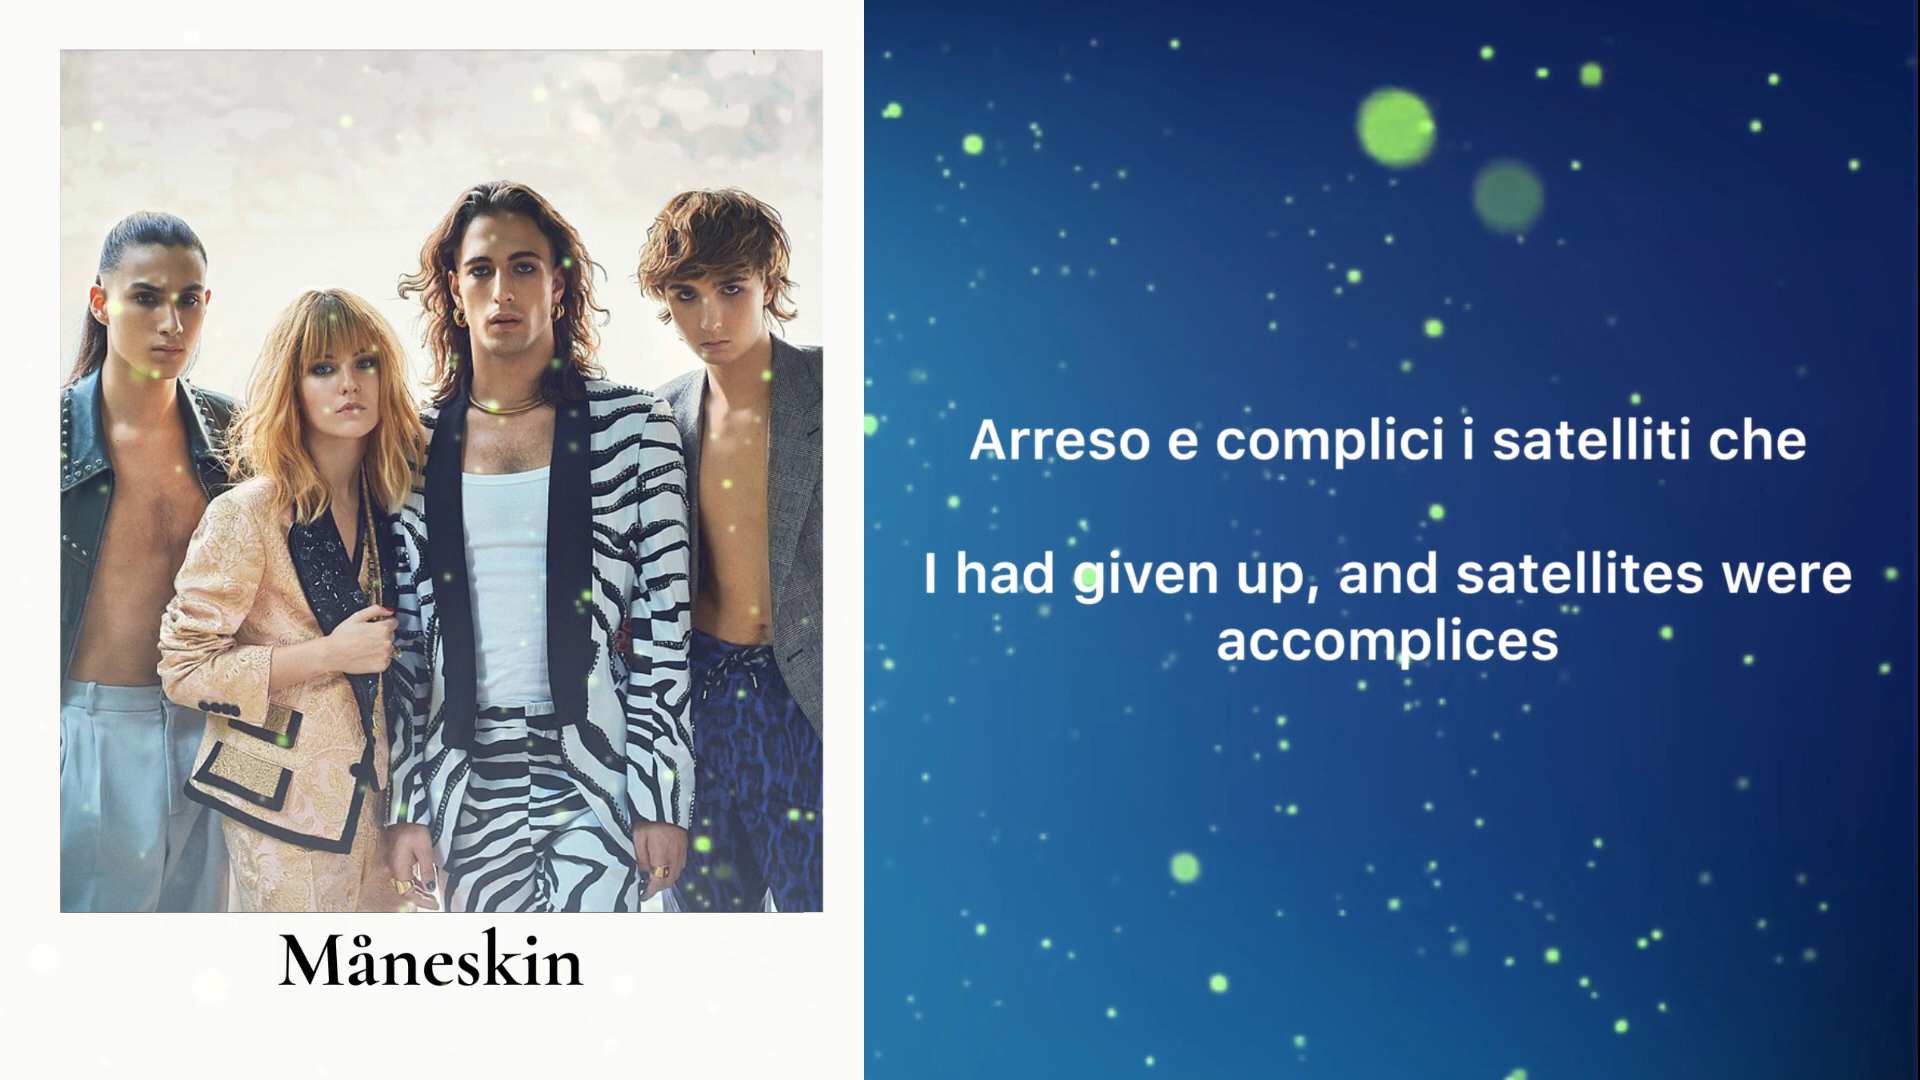 Måneskin
Arreso e complici i satelliti che
I had given up, and satellites were
accomplices